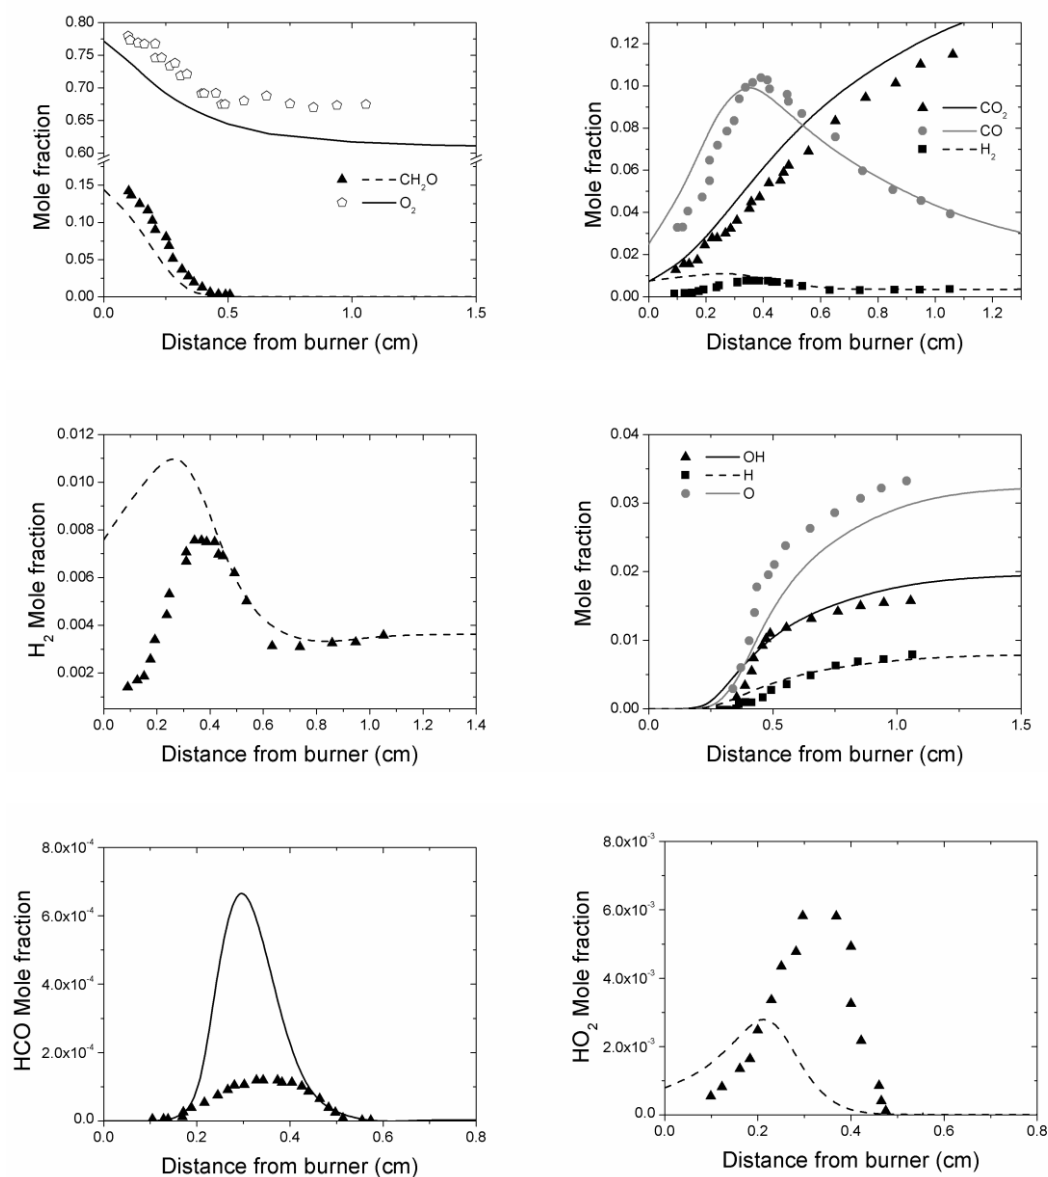 0.80
0.75
0.70
0.65
0.60
0.15
0.10
0.05
0.00
Mole fraction
CH2O
O2
0.0 0.5 1.0 1.5
Distance from burner (cm)
0.12
0.10
0.08
0.06
0.04
0.02
0.00
Mole fraction
CO2
CO
H2
0.0 0.2 0.4 0.6 0.8 1.0 1.2
Distance from burner (cm)
0.012
0.010
0.008
0.006
0.004
0.002
H2 Mole fraction
0.0 0.2 0.4 0.6 0.8 1.0 1.2 1.4
Distance from burner (cm)
0.04
0.03
0.02
0.01
0.00
Mole fraction
OH
H
O
0.0 0.5 1.0 1.5
Distance from burner (cm)
8.0x10-4
6.0x10-4
4.0x10-4
2.0x10-4
0.0
HCO Mole fraction
0.0 0.2 0.4 0.6 0.8
Distance from burner (cm)
8.0x10-3
6.0x10-3
4.0x10-3
2.0x10-3
0.0
HO2 Mole fraction
0.0 0.2 0.4 0.6 0.8
Distance from burner (cm)